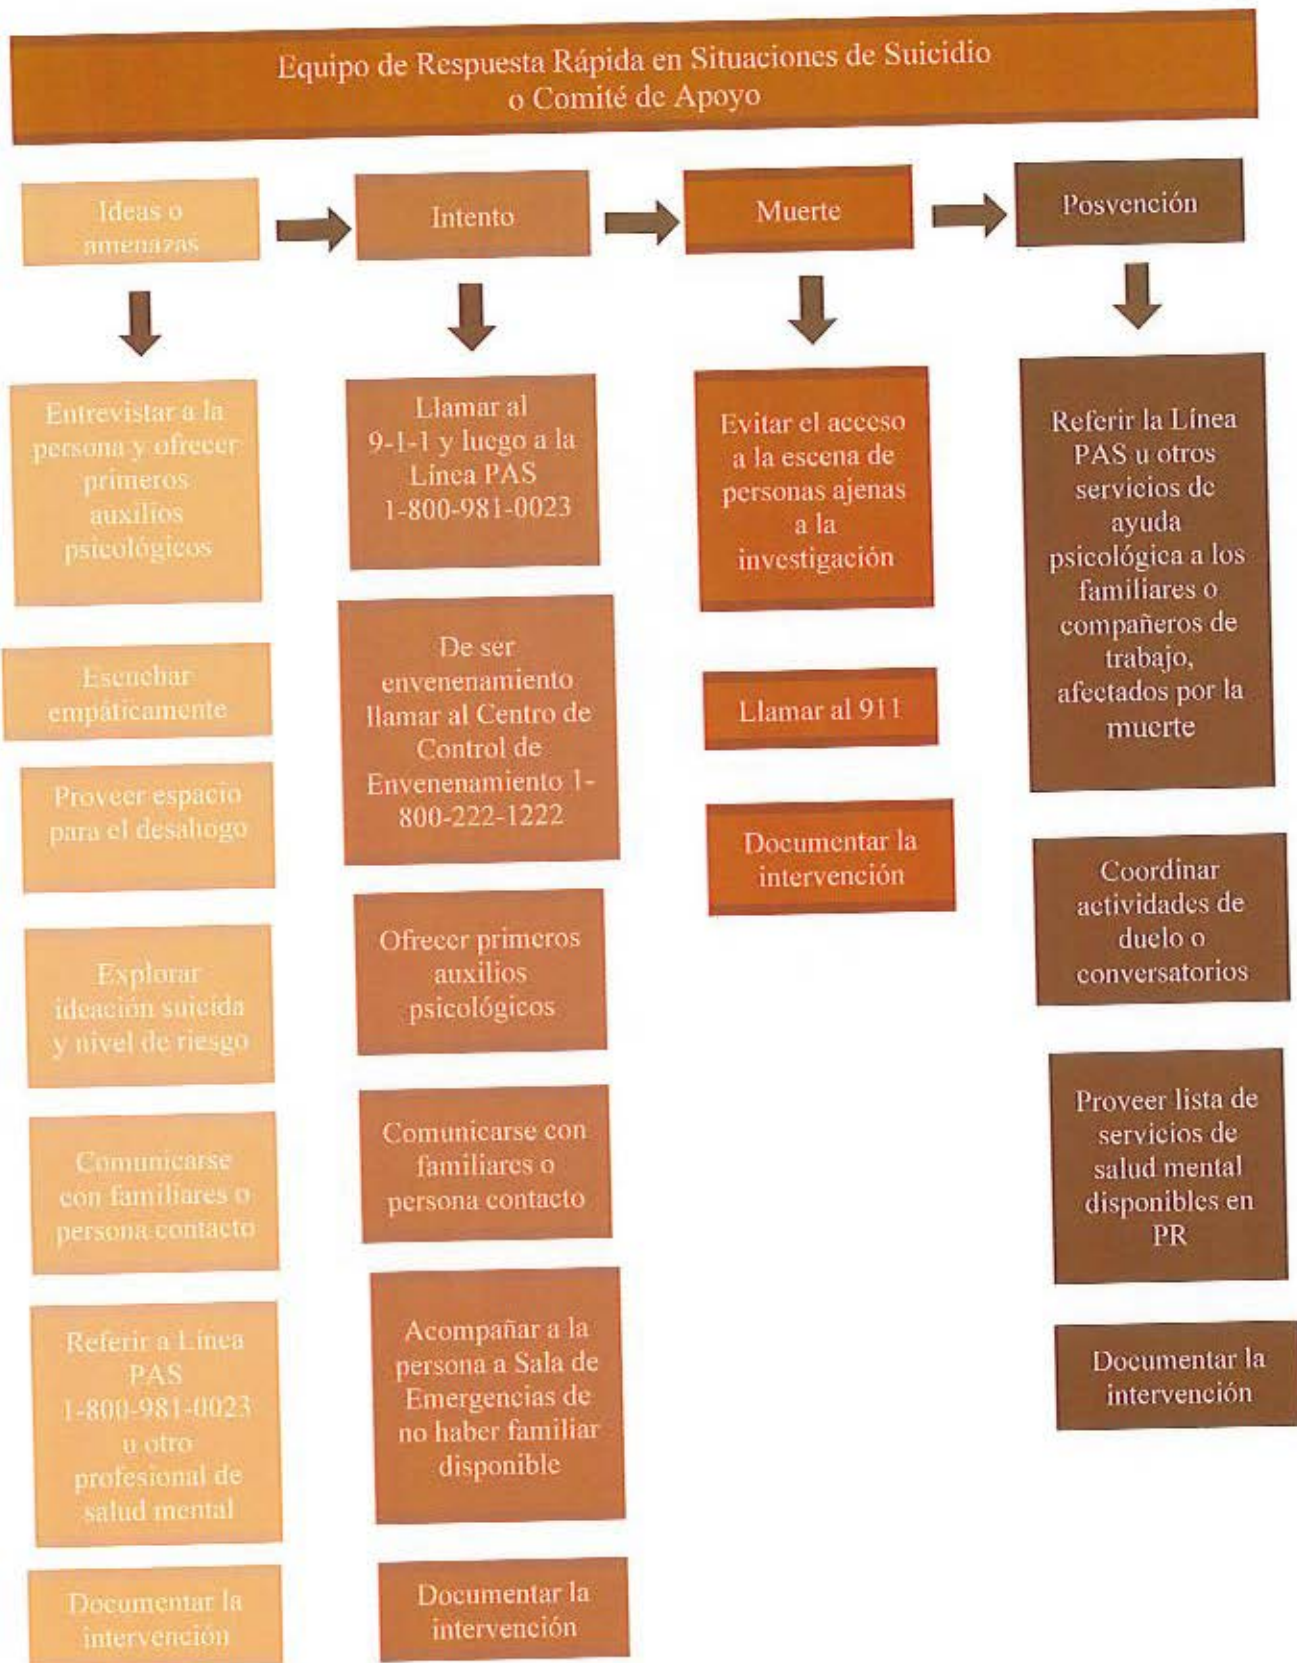 Equipo de Respuesta Rápida en Situaciones de Suicidio
o Comité de Apoyo
Ideas o
amenazas
Intento
Muerte
Posvención
Entrevistar a la
persona y ofrecer
primeros
auxilios
psicológicos
Escuchar
empáticamente
Proveer espacio
para el desahogo
Explorar
ideación suicida
y nivel de riesgo
Comunicarse
con familiares o
persona contacto
Referir a Línea
PAS
1-800-981-0023
u otro
profesional de
salud mental
Documentar la
intervención
Llamar al
9-1-1 y luego a la
Línea PAS
1-800-981-0023
De ser
envenenamiento
llamar al Centro de
Control de
Envenenamiento 1-
800-222-1222
Ofrecer primeros
auxilios
psicológicos
Comunicarse con
familiares o
persona contacto
Acompañar a la
persona a Sala de
Emergencias de
no haber familiar
disponible
Documentar la
intervención
Evitar el acceso
a la escena de
personas ajenas
a la
investigación
Llamar al 911
Documentar la
intervención
Referir la Línea
PAS u otros
servicios de
ayuda
psicológica a los
familiares o
compañeros de
trabajo,
afectados por la
muerte
Coordinar
actividades de
duelo o
conversatorios
Proveer lista de
servicios de
salud mental
disponibles en
PR
Documentar la
intervención